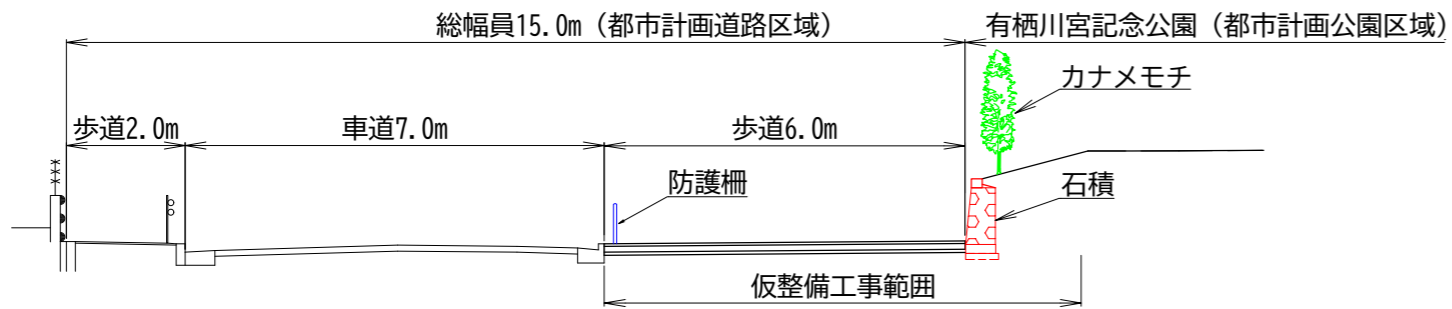 総幅員15.0m（都市計画道路区域）
有栖川宮記念公園（都市計画公園区域）
カナメモチ
歩道2.0m
車道7.0m
歩道6.0m
防護柵
石積
仮整備工事範囲